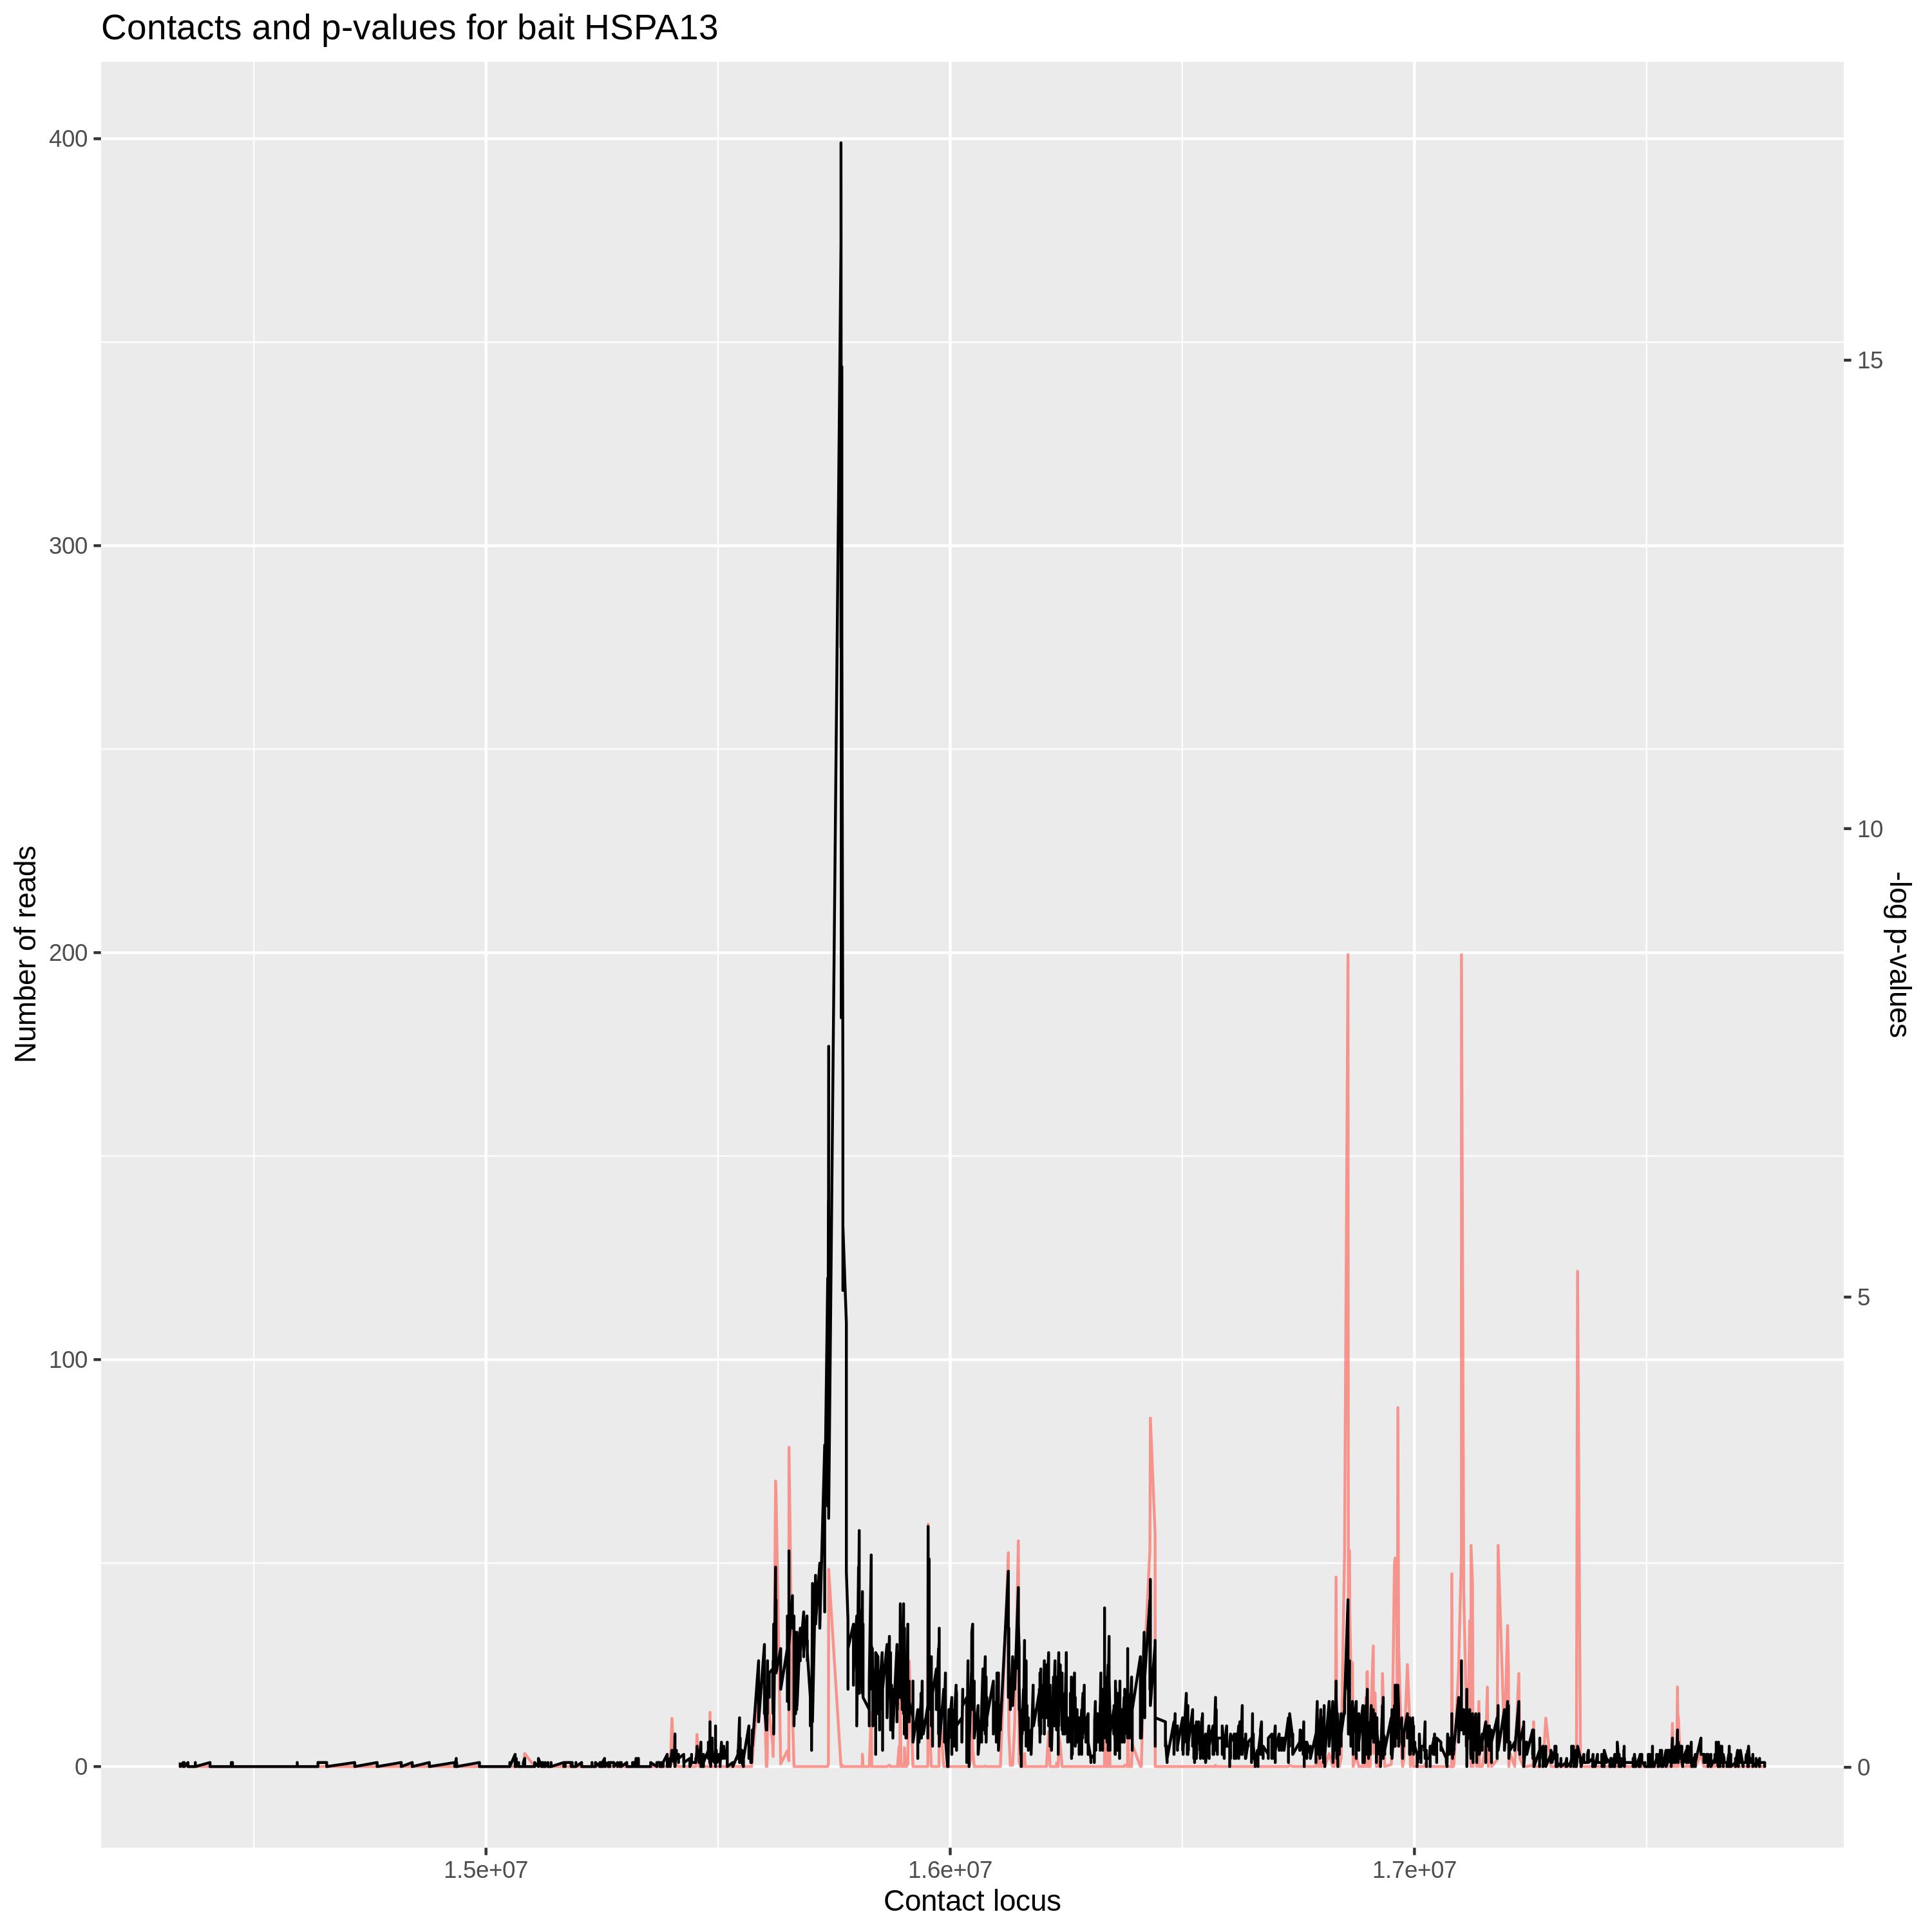 Contacts and p-values for bait HSPA13
400
300
200
100
0
Number of reads
15
10
5
0
-log p-values
1.5e+07
1.6e+07
1.7e+07
Contact locus